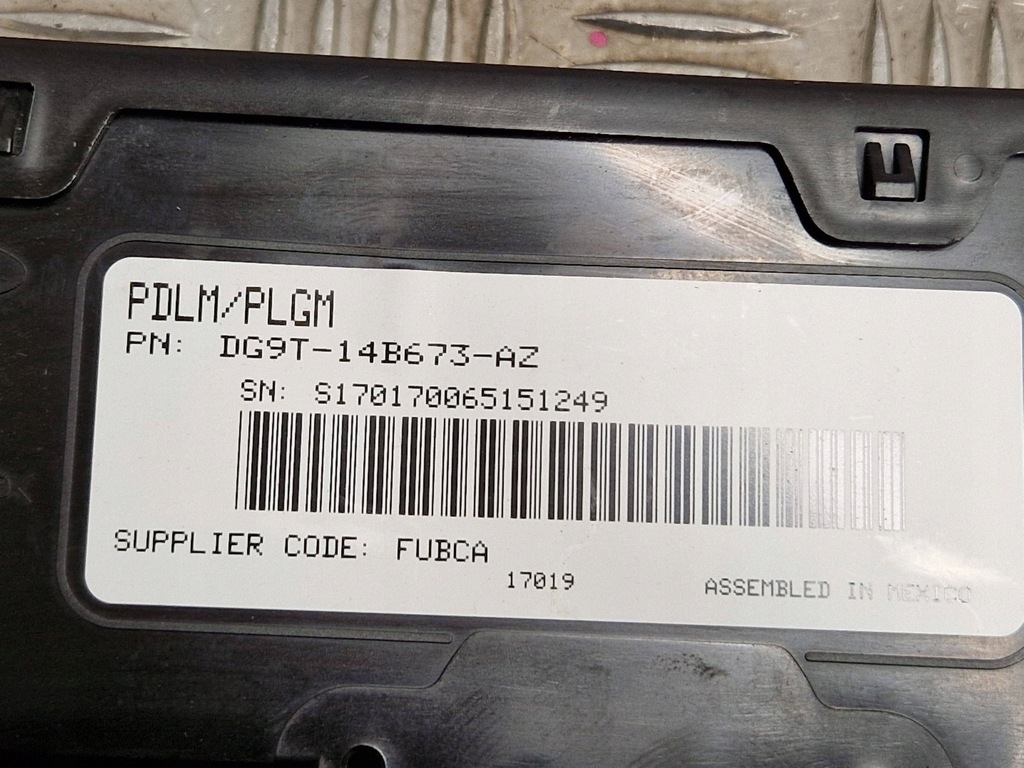 PDLM/PLGM
PN: DG9T-14B673-AZ
SN: S170170065151249
SUPPLIER CODE: FUBCA
17019
ASSEMBLED IN MEXICO